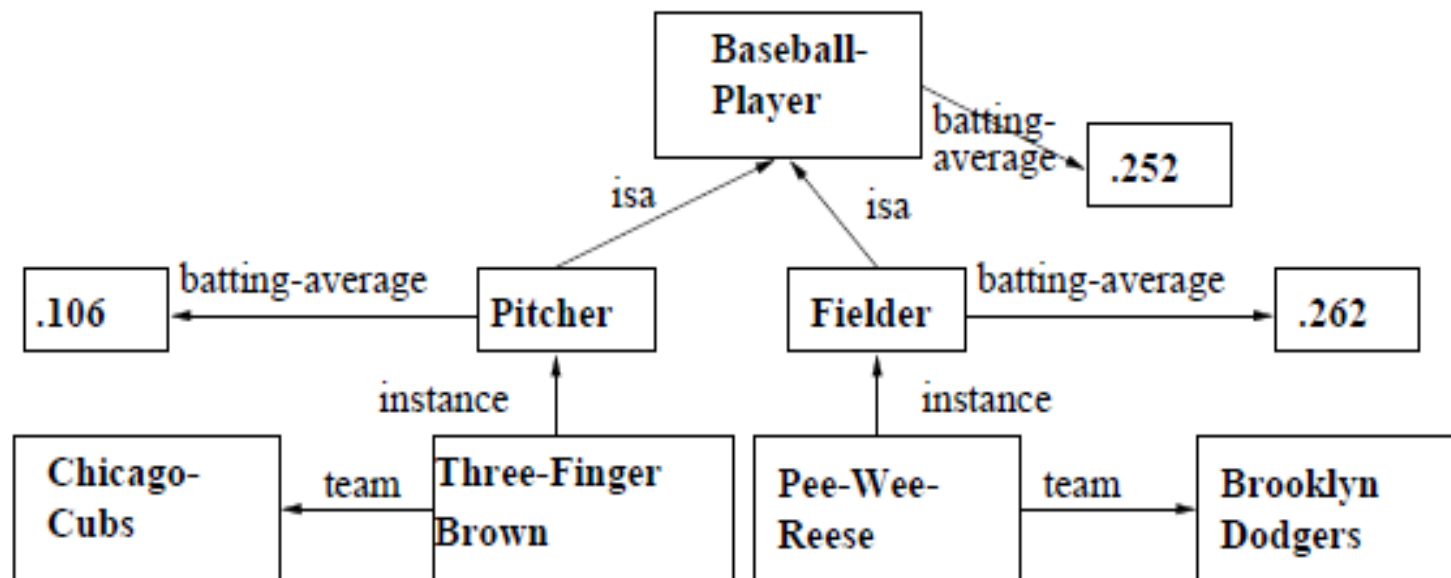 Baseball-
Player
batting-
average
.252
isa
isa
.106
batting-average
Pitcher
Fielder
batting-average
.262
instance
instance
Chicago-
Cubs
team
Three-Finger
Brown
Pee-Wee-
Reese
team
Brooklyn
Dodgers